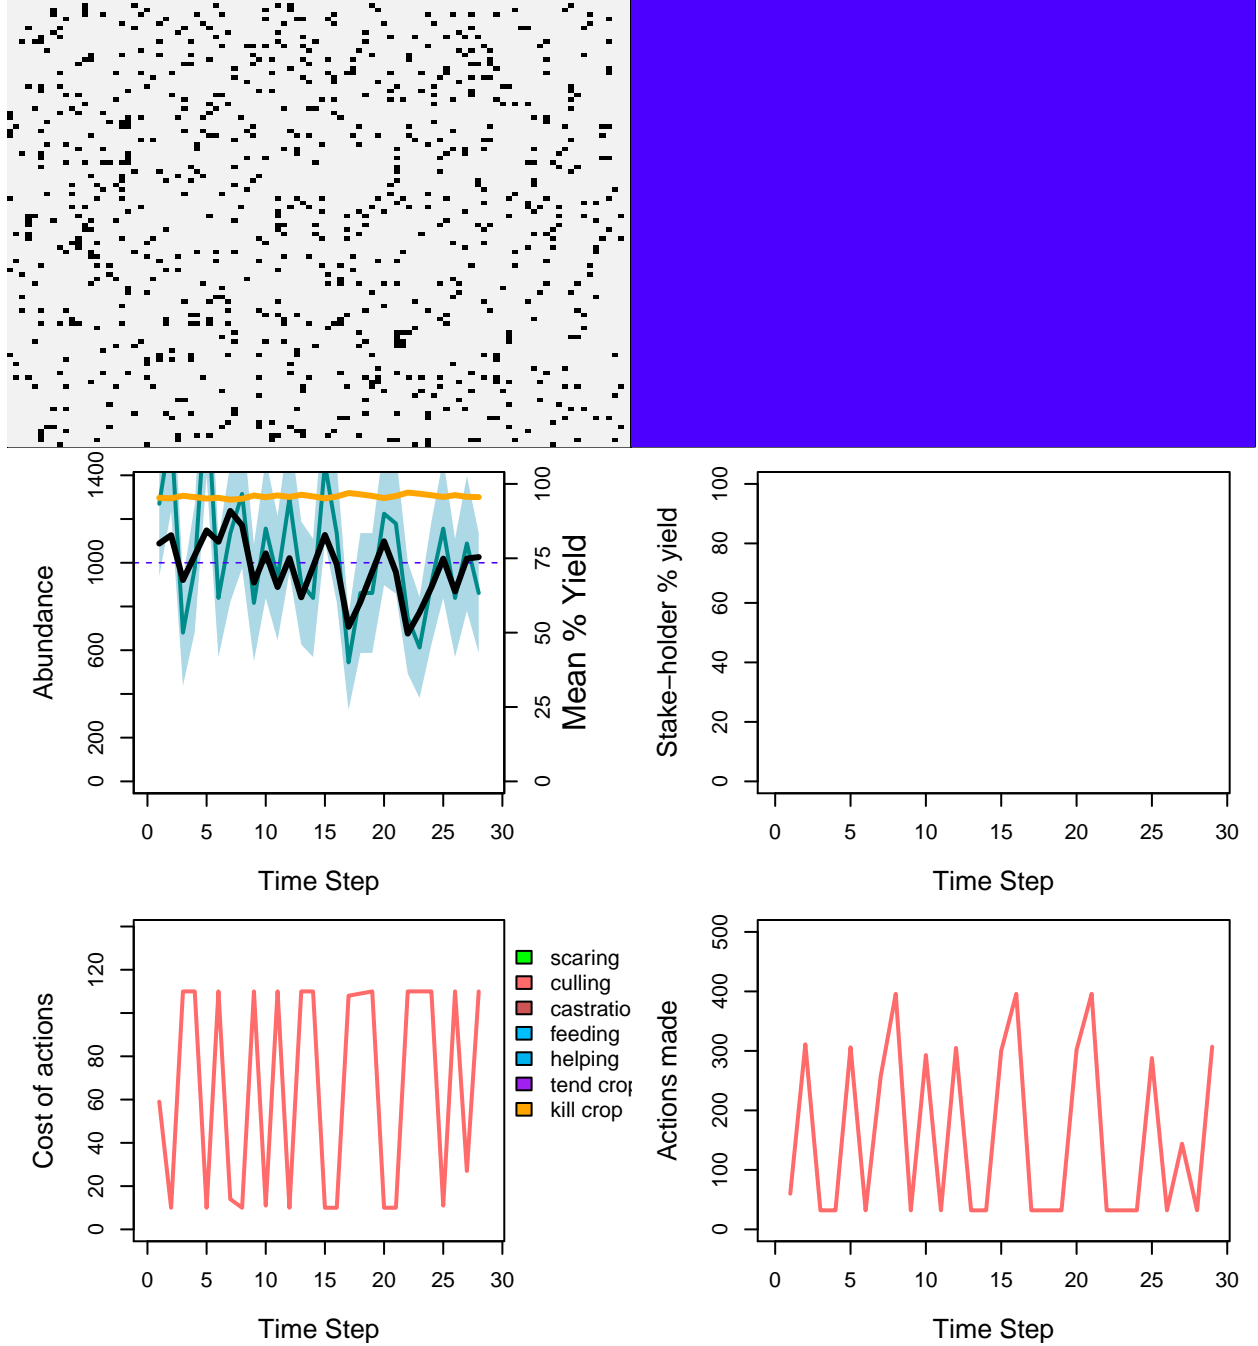 0 200 600 1000 1400
Abundance
0 25 50 75 100
Mean % Yield
0 5 10 15 20 25 30
Time Step
0 20 40 60 80 100
Stake−holder % yield
0 5 10 15 20 25 30
Time Step
0 20 40 60 80 120
Cost of actions
0 5 10 15 20 25 30
Time Step
scaring
culling
castratio
feeding
helping
tend crop
kill crop
0 100 200 300 400 500
Actions made
0 5 10 15 20 25 30
Time Step